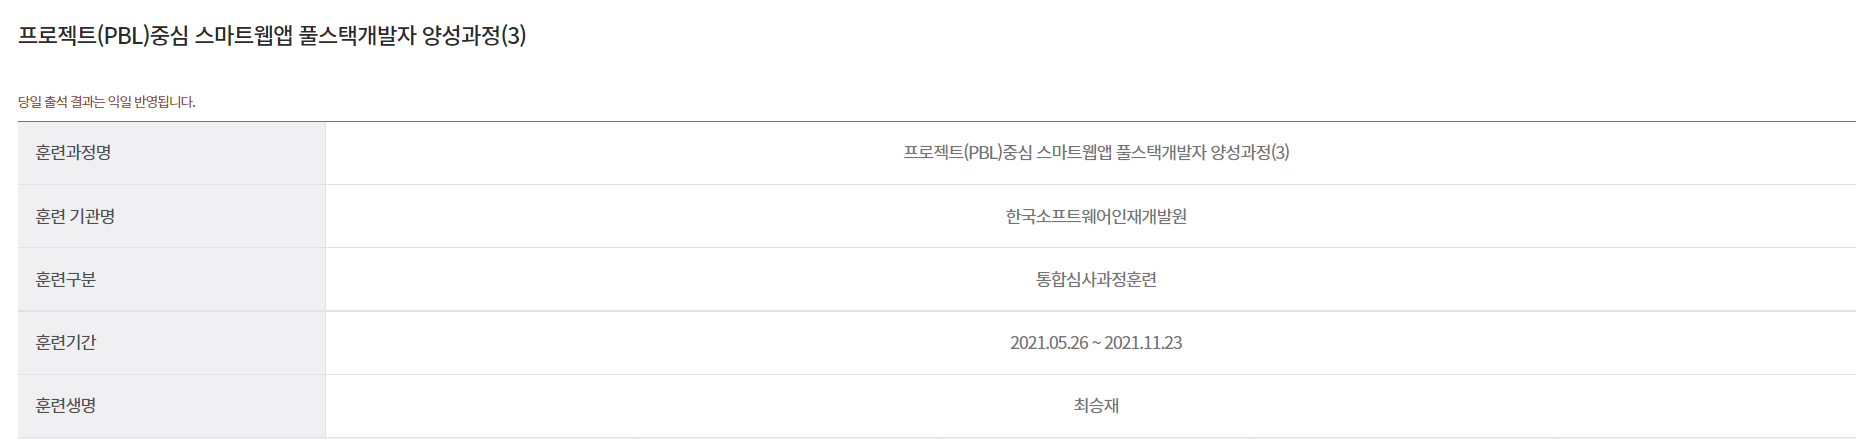 프로젝트(PBL)중심 스마트웹앱 풀스택개발자 양성과정(3)
당일 출석 결과는 익일 반영됩니다.
훈련과정명 프로젝트(PBL)중심 스마트웹앱 풀스택개발자 양성과정(3)
훈련 기관명 한국소프트웨어인재개발원
훈련구분 통합심사과정훈련
훈련기간 2021.05.26 ~ 2021.11.23
훈련생명 최승재